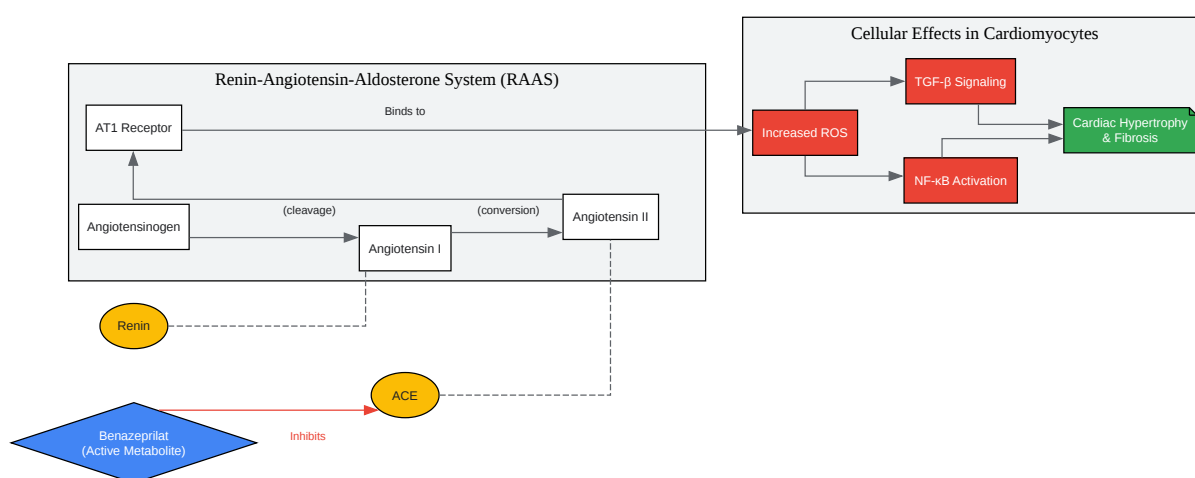 Cellular Effects in Cardiomyocytes
Renin-Angiotensin-Aldosterone System (RAAS)
TGF-β Signaling
Binds to
AT1 Receptor
Increased ROS
Cardiac Hypertrophy
& Fibrosis
NF-κB Activation
(cleavage)
(conversion)
Angiotensin II
Angiotensinogen
Angiotensin I
Renin
ACE
Inhibits
Benazeprilat
(Active Metabolite)